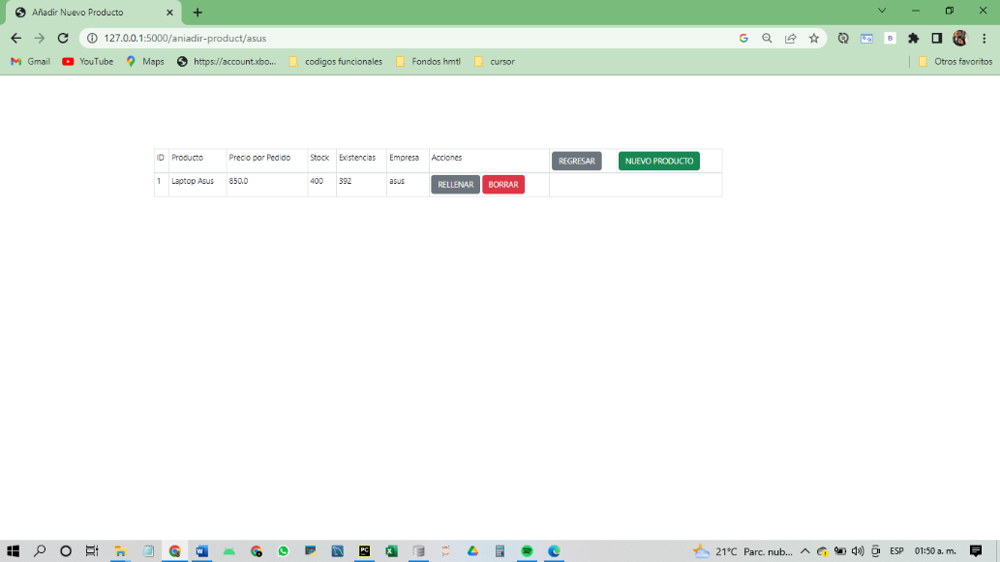 Añadir Nuevo Producto
127.0.0.1:5000/aniadir-product/asus
Gmail YouTube Maps https://account.xbo... codigos funcionales Fondos hmtl cursor Otros favoritos
ID Producto Precio por Pedido Stock Existencias Empresa Acciones REGRESAR NUEVO PRODUCTO
1 Laptop Asus 850.0 400 392 asus RELLENAR BORRAR
21°C Parc. nub... ESP 01:50 a. m.